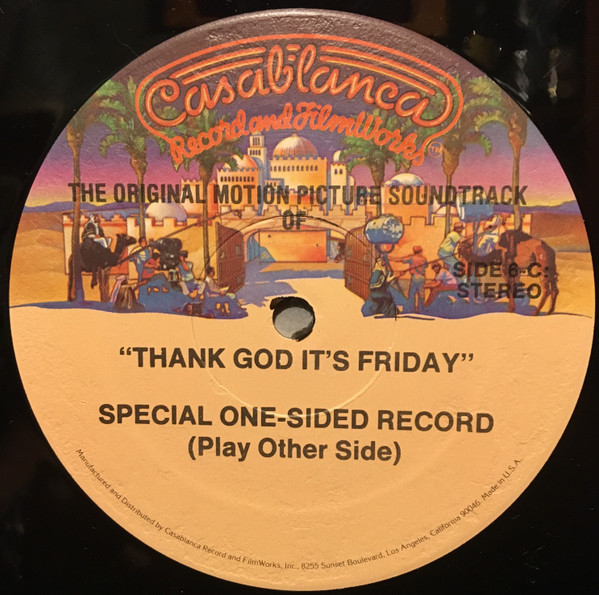 Casablanca
Record and FilmWorks™
THE ORIGINAL MOTION PICTURE SOUNDTRACK
OF
SIDE 6-C:
STEREO
"THANK GOD IT'S FRIDAY"
SPECIAL ONE-SIDED RECORD
(Play Other Side)
Manufactured and Distributed by Casablanca Record and FilmWorks, Inc., 8255 Sunset Boulevard, Los Angeles, California 90046. Made in U.S.A.